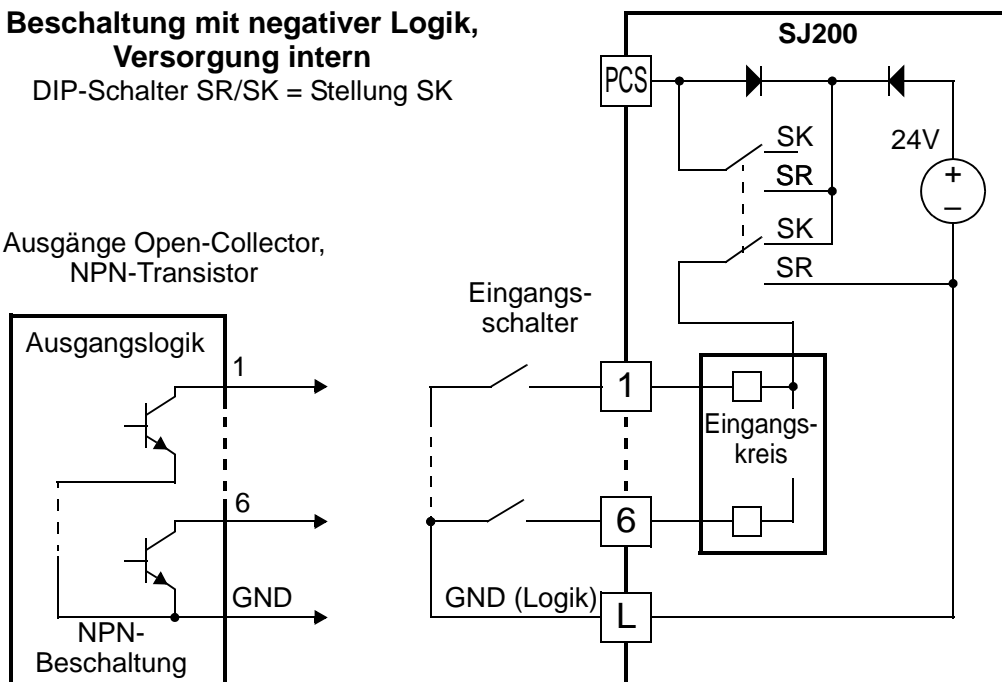 Beschaltung mit negativer Logik,
Versorgung intern
DIP-Schalter SR/SK = Stellung SK
SJ200
PCS
SK
24V
SR
+
–
SK
SR
Ausgänge Open-Collector,
NPN-Transistor
Eingangs-
schalter
Ausgangslogik
1
1
Eingangs-
kreis
6
6
GND
GND (Logik)
L
NPN-
Beschaltung